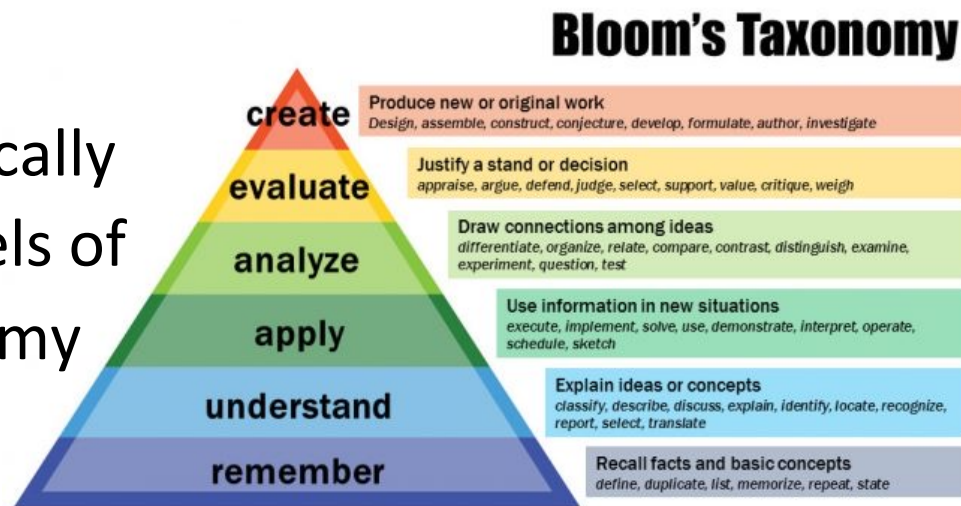 Bloom's Taxonomy
cally
els of
my
create
Produce new or original work
Design, assemble, construct, conjecture, develop, formulate, author, investigate
evaluate
Justify a stand or decision
appraise, argue, defend, judge, select, support, value, critique, weigh
analyze
Draw connections among ideas
differentiate, organize, relate, compare, contrast, distinguish, examine,
experiment, question, test
apply
Use information in new situations
execute, implement, solve, use, demonstrate, interpret, operate,
schedule, sketch
understand
Explain ideas or concepts
classify, describe, discuss, explain, identify, locate, recognize,
report, select, translate
remember
Recall facts and basic concepts
define, duplicate, list, memorize, repeat, state